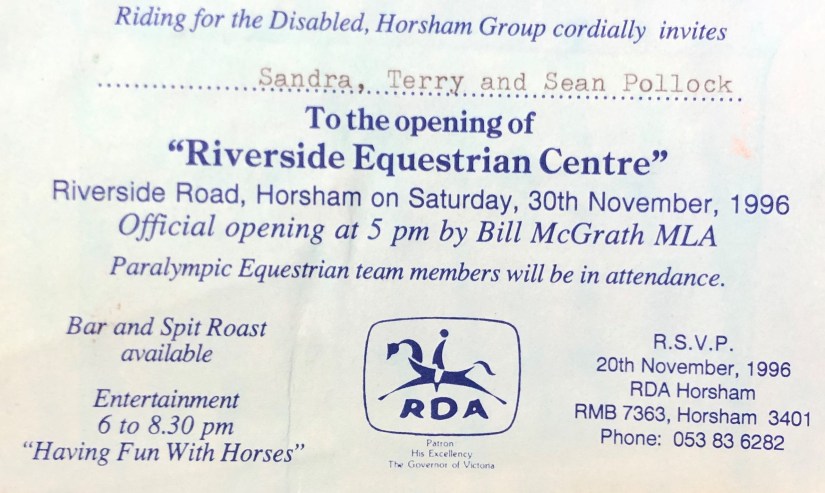 Riding for the Disabled, Horsham Group cordially invites
Sandra, Terry and Sean Pollock
To the opening of
"Riverside Equestrian Centre"
Riverside Road, Horsham on Saturday, 30th November, 1996
Official opening at 5 pm by Bill McGrath MLA
Paralympic Equestrian team members will be in attendance.
Bar and Spit Roast
available
Entertainment
6 to 8.30 pm
"Having Fun With Horses"
RDA
Patron
His Excellency
The Governor of Victoria
R.S.V.P.
20th November, 1996
RDA Horsham
RMB 7363, Horsham 3401
Phone: 053 83 6282